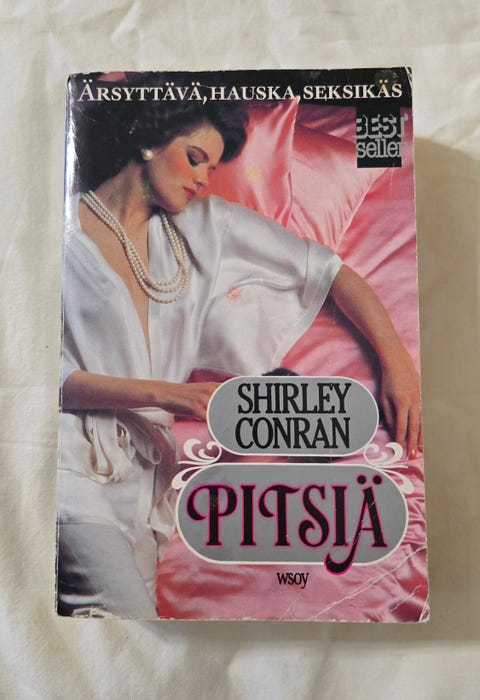 ÄRSYTTÄVÄ, HAUSKA, SEKSIKÄS
BEST
seller
SHIRLEY
CONRAN
PITSIÄ
wsoy